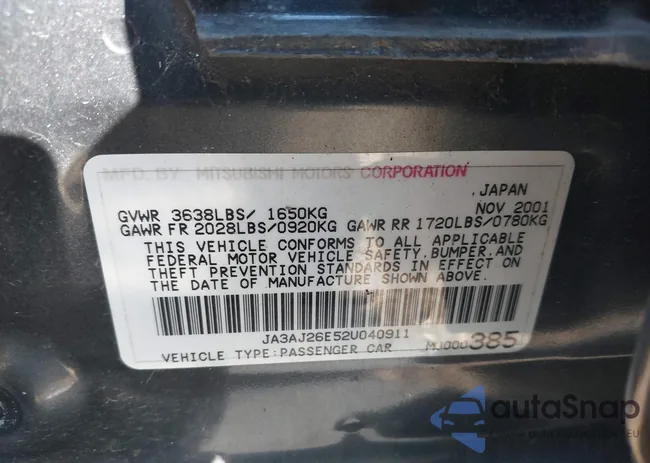 MFD. BY MITSUBISHI MOTORS CORPORATION
JAPAN
GVWR 3638LBS/ 1650KG NOV 2001
GAWR FR 2028LBS/0920KG GAWR RR 1720LBS/0780KG
THIS VEHICLE CONFORMS TO ALL APPLICABLE
FEDERAL MOTOR VEHICLE SAFETY,BUMPER,AND
THEFT PREVENTION STANDARDS IN EFFECT ON
THE DATE OF MANUFACTURE SHOWN ABOVE.
JA3AJ26E52U040911
VEHICLE TYPE:PASSENGER CAR MJ000385
autoSnap